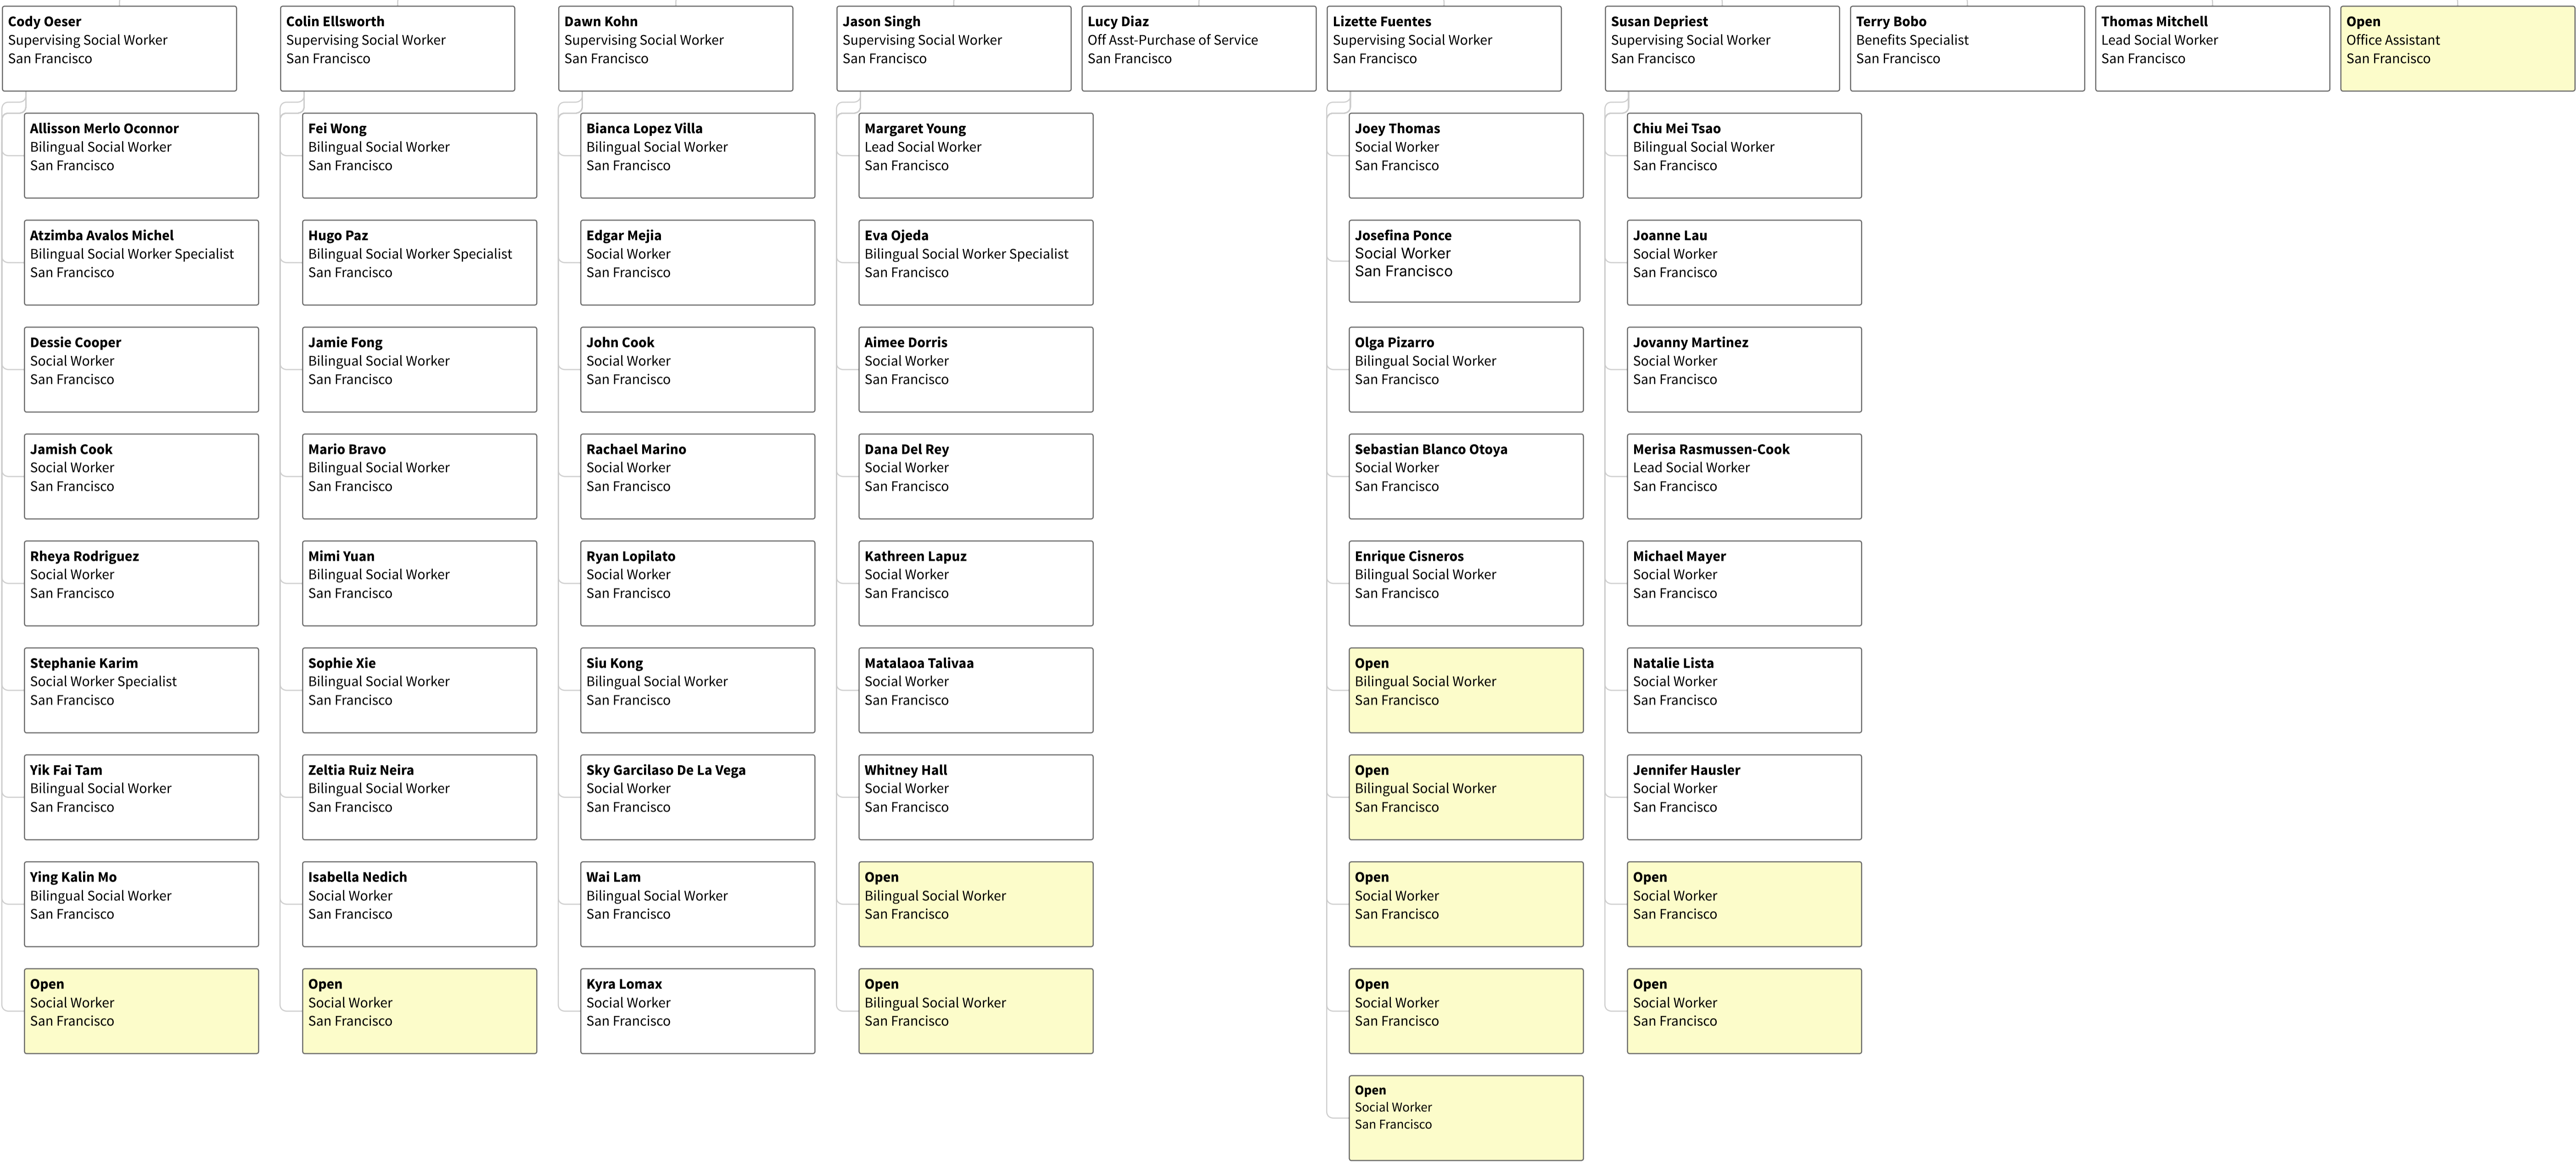 Cody Oeser
Supervising Social Worker
San Francisco
Allisson Merlo Oconnor
Bilingual Social Worker
San Francisco
Atzimba Avalos Michel
Bilingual Social Worker Specialist
San Francisco
Dessie Cooper
Social Worker
San Francisco
Jamish Cook
Social Worker
San Francisco
Rheya Rodriguez
Social Worker
San Francisco
Stephanie Karim
Social Worker Specialist
San Francisco
Yik Fai Tam
Bilingual Social Worker
San Francisco
Ying Kalin Mo
Bilingual Social Worker
San Francisco
Open
Social Worker
San Francisco
Colin Ellsworth
Supervising Social Worker
San Francisco
Fei Wong
Bilingual Social Worker
San Francisco
Hugo Paz
Bilingual Social Worker Specialist
San Francisco
Jamie Fong
Bilingual Social Worker
San Francisco
Mario Bravo
Bilingual Social Worker
San Francisco
Mimi Yuan
Bilingual Social Worker
San Francisco
Sophie Xie
Bilingual Social Worker
San Francisco
Zeltia Ruiz Neira
Bilingual Social Worker
San Francisco
Isabella Nedich
Social Worker
San Francisco
Open
Social Worker
San Francisco
Dawn Kohn
Supervising Social Worker
San Francisco
Bianca Lopez Villa
Bilingual Social Worker
San Francisco
Edgar Mejia
Social Worker
San Francisco
John Cook
Social Worker
San Francisco
Rachael Marino
Social Worker
San Francisco
Ryan Lopilato
Social Worker
San Francisco
Siu Kong
Bilingual Social Worker
San Francisco
Sky Garcilaso De La Vega
Social Worker
San Francisco
Wai Lam
Bilingual Social Worker
San Francisco
Kyra Lomax
Social Worker
San Francisco
Jason Singh
Supervising Social Worker
San Francisco
Margaret Young
Lead Social Worker
San Francisco
Eva Ojeda
Bilingual Social Worker Specialist
San Francisco
Aimee Dorris
Social Worker
San Francisco
Dana Del Rey
Social Worker
San Francisco
Kathreen Lapuz
Social Worker
San Francisco
Matalaoa Talivaa
Social Worker
San Francisco
Whitney Hall
Social Worker
San Francisco
Open
Bilingual Social Worker
San Francisco
Open
Bilingual Social Worker
San Francisco
Lucy Diaz
Off Asst-Purchase of Service
San Francisco
Lizette Fuentes
Supervising Social Worker
San Francisco
Joey Thomas
Social Worker
San Francisco
Josefina Ponce
Social Worker
San Francisco
Olga Pizarro
Bilingual Social Worker
San Francisco
Sebastian Blanco Otoya
Social Worker
San Francisco
Enrique Cisneros
Bilingual Social Worker
San Francisco
Open
Bilingual Social Worker
San Francisco
Open
Bilingual Social Worker
San Francisco
Open
Social Worker
San Francisco
Open
Social Worker
San Francisco
Open
Social Worker
San Francisco
Susan Depriest
Supervising Social Worker
San Francisco
Chiu Mei Tsao
Bilingual Social Worker
San Francisco
Joanne Lau
Social Worker
San Francisco
Jovanny Martinez
Social Worker
San Francisco
Merisa Rasmussen-Cook
Lead Social Worker
San Francisco
Michael Mayer
Social Worker
San Francisco
Natalie Lista
Social Worker
San Francisco
Jennifer Hausler
Social Worker
San Francisco
Open
Social Worker
San Francisco
Open
Social Worker
San Francisco
Terry Bobo
Benefits Specialist
San Francisco
Thomas Mitchell
Lead Social Worker
San Francisco
Open
Office Assistant
San Francisco